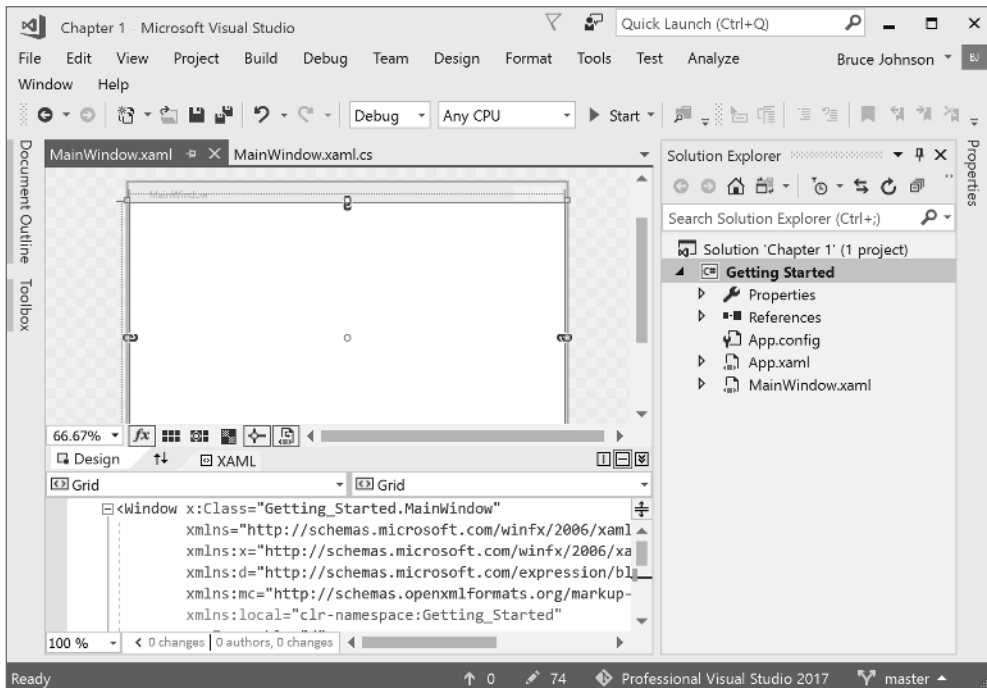 Chapter 1 - Microsoft Visual Studio
Quick Launch (Ctrl+Q)
File Edit View Project Build Debug Team Design Format Tools Test Analyze
Bruce Johnson
BJ
Window Help
Debug
Any CPU
Start
Document Outline
Toolbox
MainWindow.xaml
MainWindow.xaml.cs
MainWindow
66.67%
fx
Design
XAML
Grid
Grid
<Window x:Class="Getting_Started.MainWindow"
xmlns="http://schemas.microsoft.com/winfx/2006/xaml
xmlns:x="http://schemas.microsoft.com/winfx/2006/xa
xmlns:d="http://schemas.microsoft.com/expression/bl
xmlns:mc="http://schemas.openxmlformats.org/markup-
xmlns:local="clr-namespace:Getting_Started"
100 %
0 changes | 0 authors, 0 changes
Solution Explorer
Search Solution Explorer (Ctrl+;)
Solution 'Chapter 1' (1 project)
C# Getting Started
Properties
References
App.config
App.xaml
MainWindow.xaml
Properties
Ready
0
74
Professional Visual Studio 2017
master